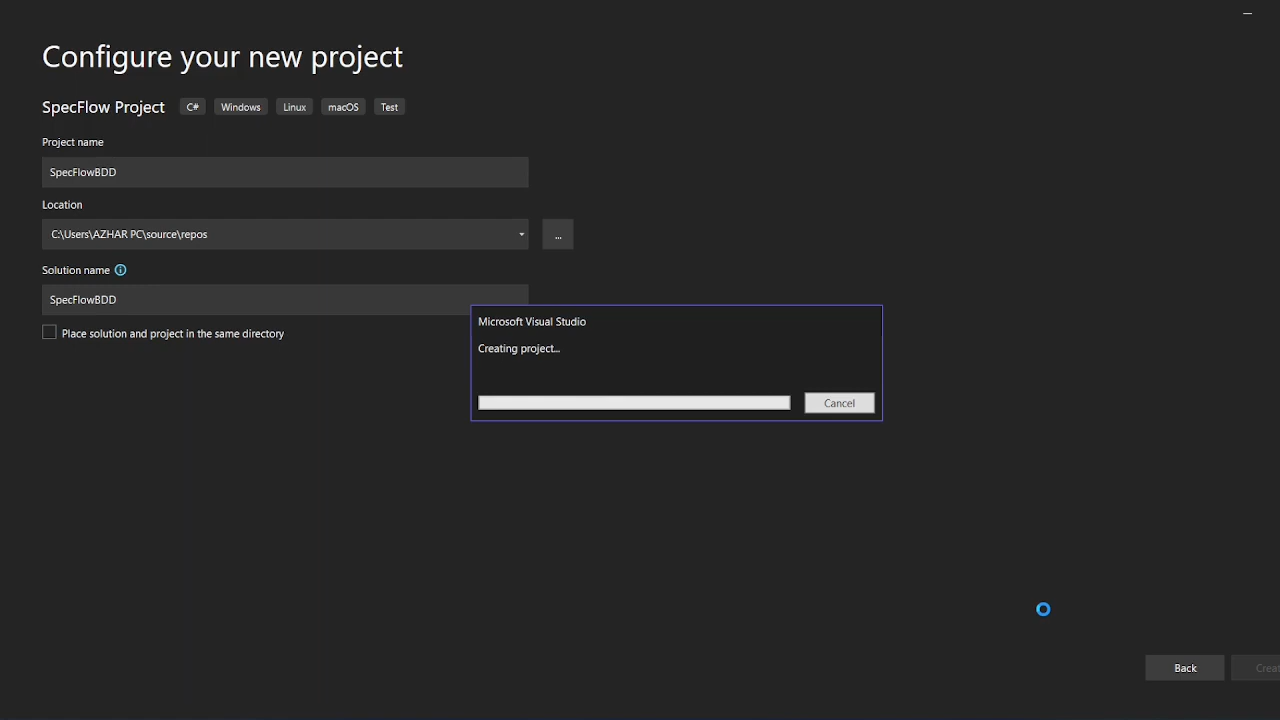 Configure your new project
SpecFlow Project C# Windows Linux macOS Test
Project name
SpecFlowBDD
Location
C:\Users\AZHAR PC\source\repos
...
Solution name
SpecFlowBDD
Place solution and project in the same directory
Microsoft Visual Studio
Creating project...
Cancel
Back